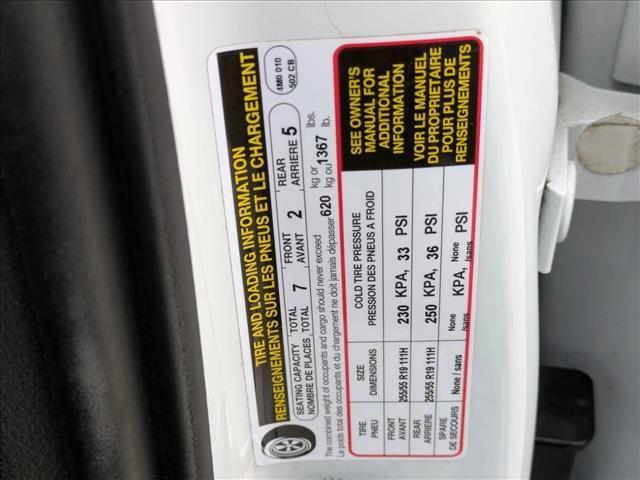 TIRE AND LOADING INFORMATION
RENSEIGNEMENTS SUR LES PNEUS ET LE CHARGEMENT
4M0 010
502 CB
SEATING CAPACITY TOTAL 7 FRONT 2 REAR 5
NOMBRE DE PLACES TOTAL AVANT ARRIERE
The combined weight of occupants and cargo should never exceed 620 kg or 1367 lbs.
Le poids total des occupants et du chargement ne doit jamais dépasser kg ou lb.
TIRE SIZE COLD TIRE PRESSURE
PNEU DIMENSIONS PRESSION DES PNEUS A FROID
FRONT
AVANT 255/55 R19 111H 230 KPA, 33 PSI
REAR
ARRIERE 255/55 R19 111H 250 KPA, 36 PSI
SPARE None None
DE SECOURS None / sans /sans KPA, /sans PSI
SEE OWNER'S
MANUAL FOR
ADDITIONAL
INFORMATION
VOIR LE MANUEL
DU PROPRIETAIRE
POUR PLUS DE
RENSEIGNEMENTS